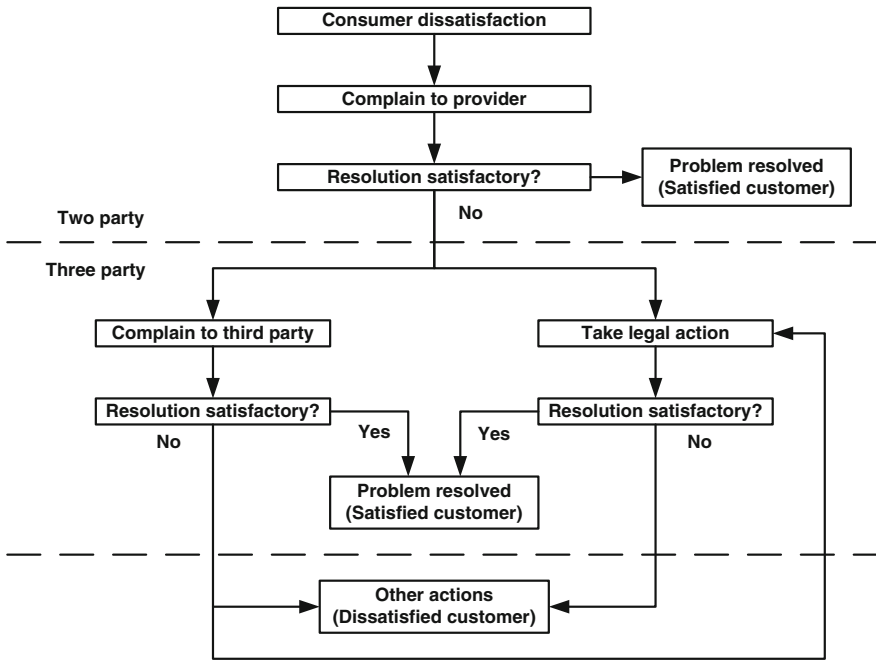 Consumer dissatisfaction
Complain to provider
Resolution satisfactory?
Problem resolved
(Satisfied customer)
No
Two party
Three party
Complain to third party
Take legal action
Resolution satisfactory?
Resolution satisfactory?
No
Yes
Yes
No
Problem resolved
(Satisfied customer)
Other actions
(Dissatisfied customer)